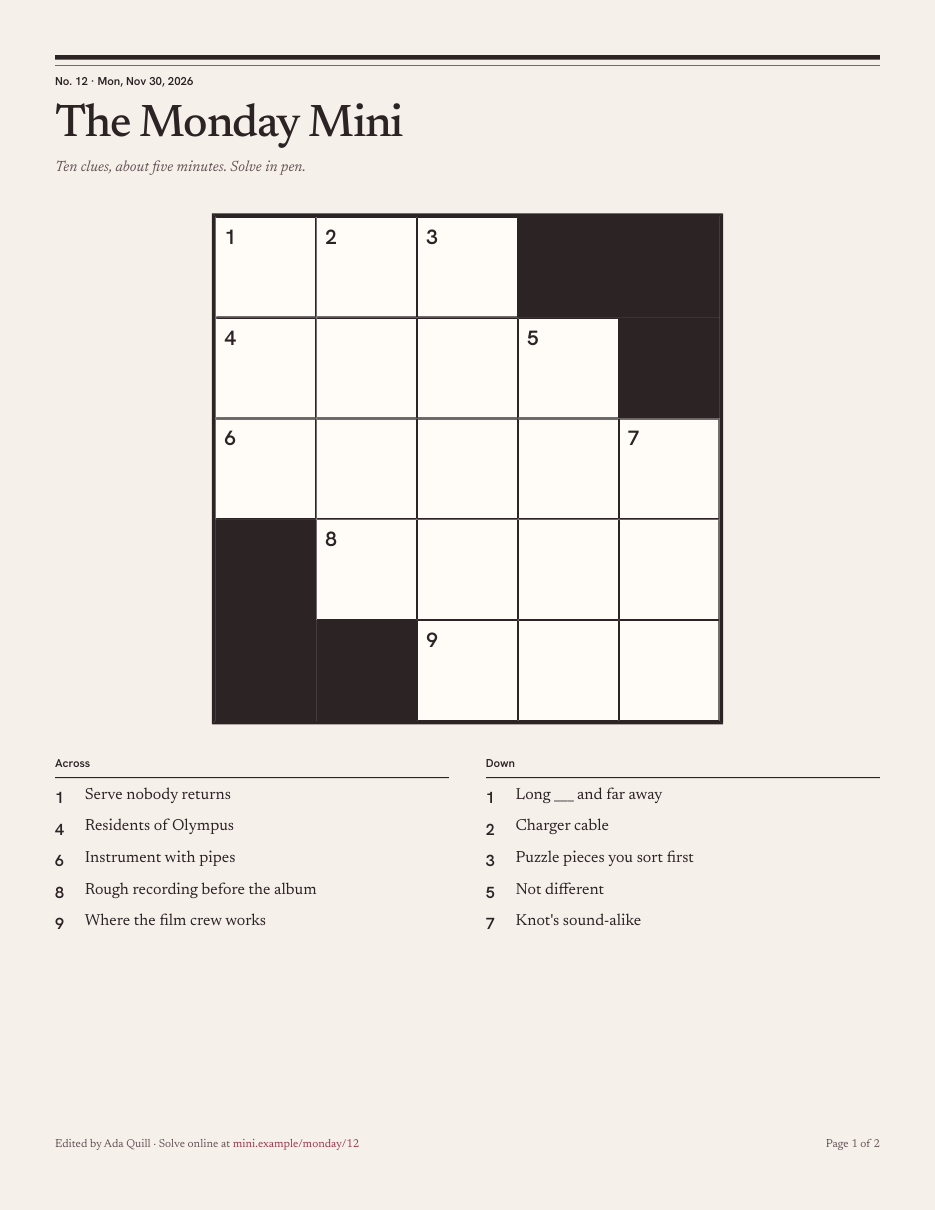 No. 12 · Mon, Nov 30, 2026
The Monday Mini
Ten clues, about five minutes. Solve in pen.
1 2 3
4 5
6 7
8
9
Across
1 Serve nobody returns
4 Residents of Olympus
6 Instrument with pipes
8 Rough recording before the album
9 Where the film crew works
Down
1 Long ___ and far away
2 Charger cable
3 Puzzle pieces you sort first
5 Not different
7 Knot's sound-alike
Edited by Ada Quill · Solve online at mini.example/monday/12
Page 1 of 2